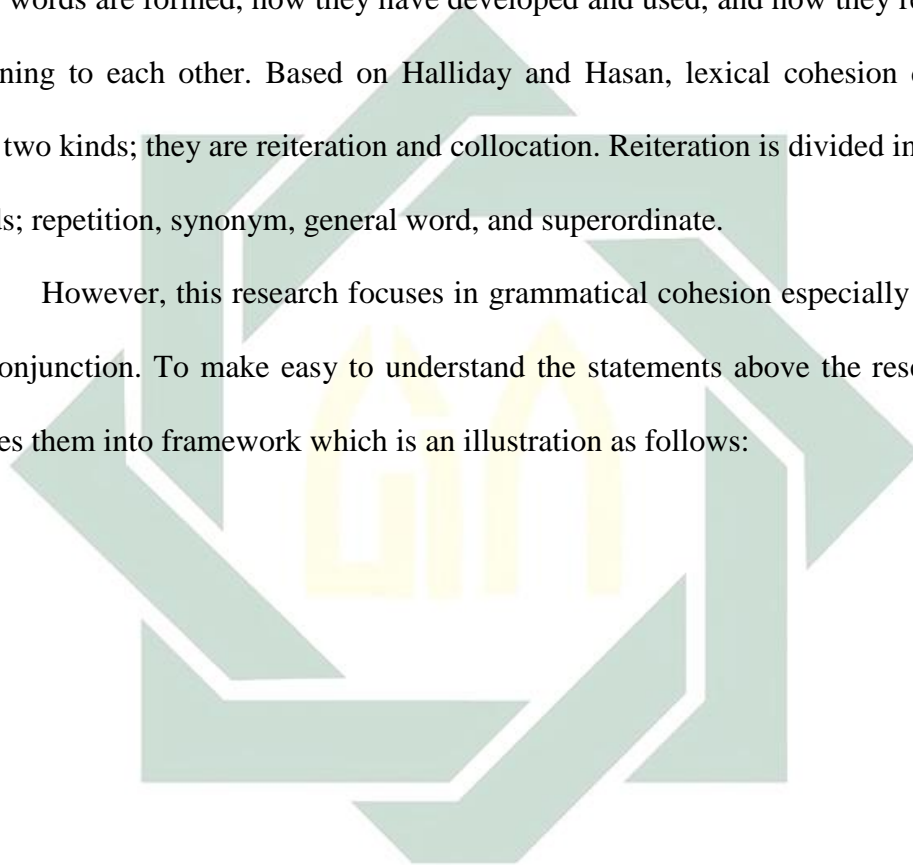 words are formed, how they have developed and used, and how they
ning to each other. Based on Halliday and Hasan, lexical cohesion
two kinds; they are reiteration and collocation. Reiteration is divided in
ls; repetition, synonym, general word, and superordinate.
However, this research focuses in grammatical cohesion especially
onjunction. To make easy to understand the statements above the rese
es them into framework which is an illustration as follows: